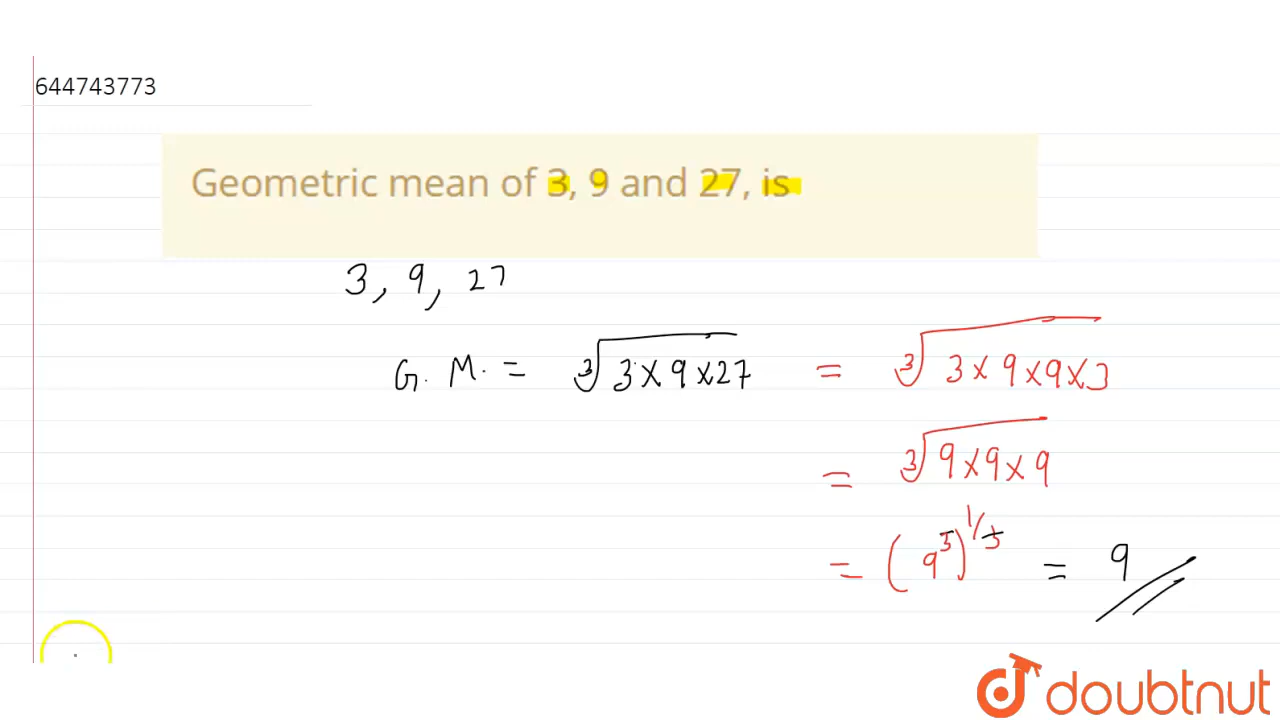 644743773
Geometric mean of 3, 9 and 27, is
3, 9, 27
G. M. = ∛(3×9×27) = ∛(3×9×9×3)
= ∛(9×9×9)
= (9³)^1/3 = 9
doubtnut